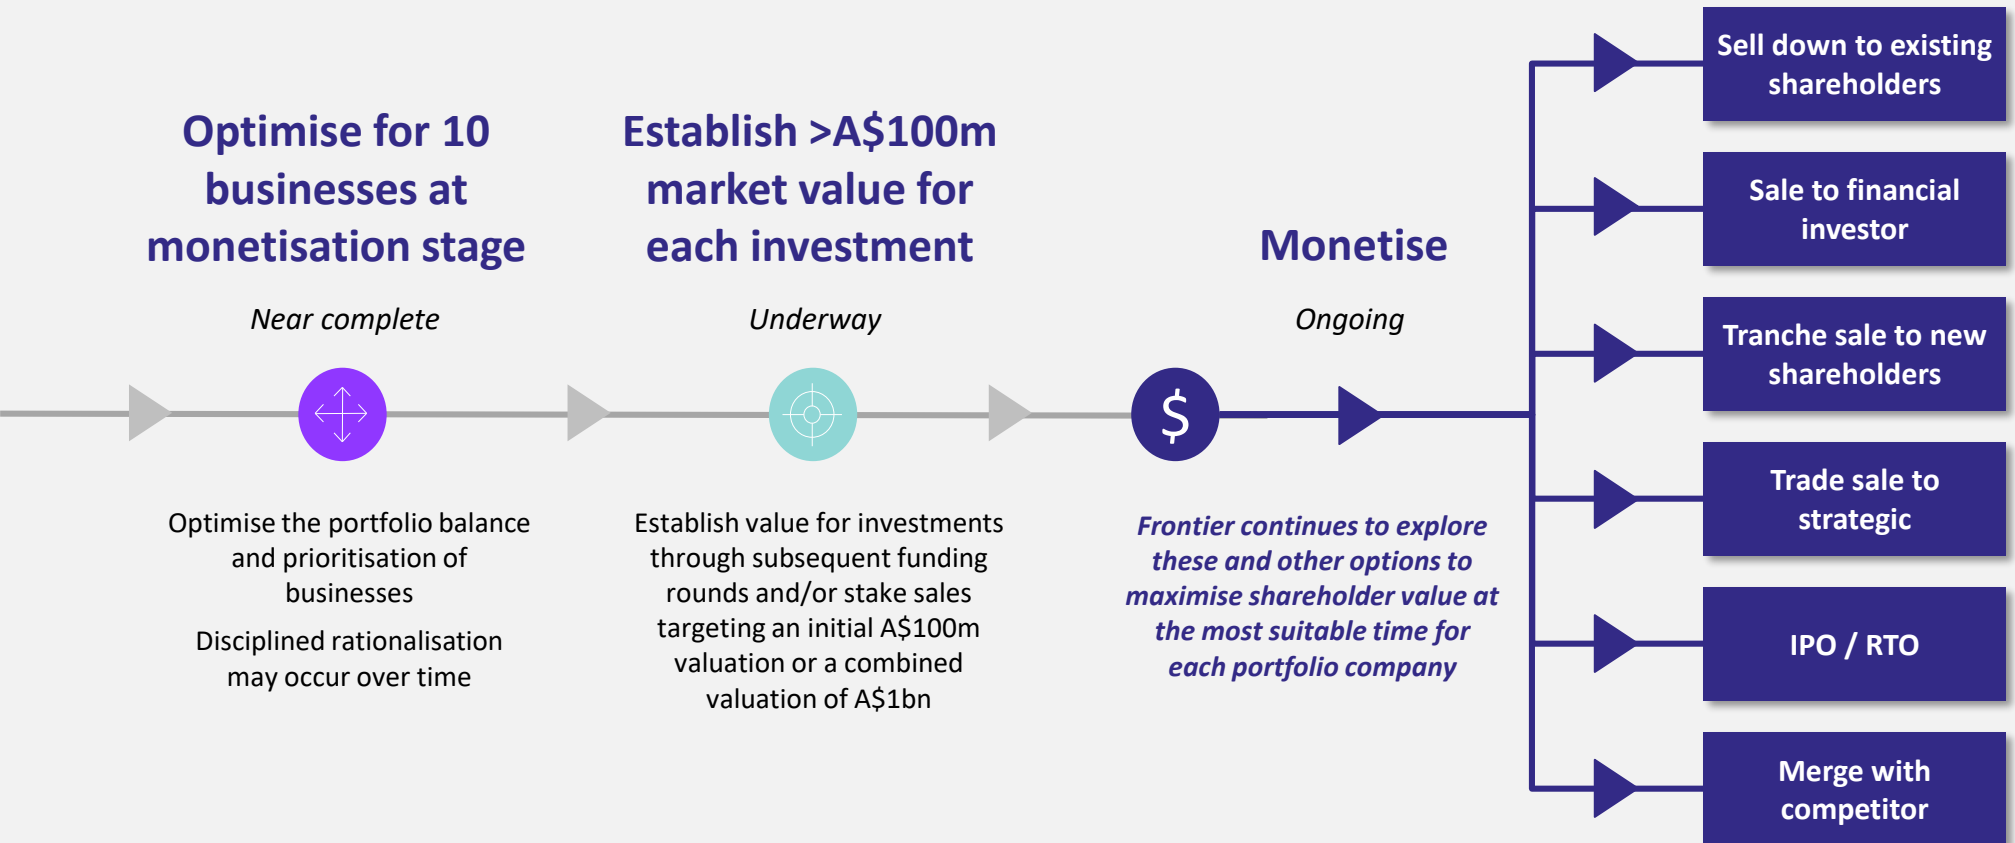 Optimise for 10
businesses at
monetisation stage
Near complete
Optimise the portfolio balance
and prioritisation of
businesses
Disciplined rationalisation
may occur over time
Establish >A$100m
market value for
each investment
Underway
Establish value for investments
through subsequent funding
rounds and/or stake sales
targeting an initial A$100m
valuation or a combined
valuation of A$1bn
Monetise
Ongoing
$
Frontier continues to explore
these and other options to
maximise shareholder value at
the most suitable time for
each portfolio company
Sell down to existing
shareholders
Sale to financial
investor
Tranche sale to new
shareholders
Trade sale to
strategic
IPO / RTO
Merge with
competitor